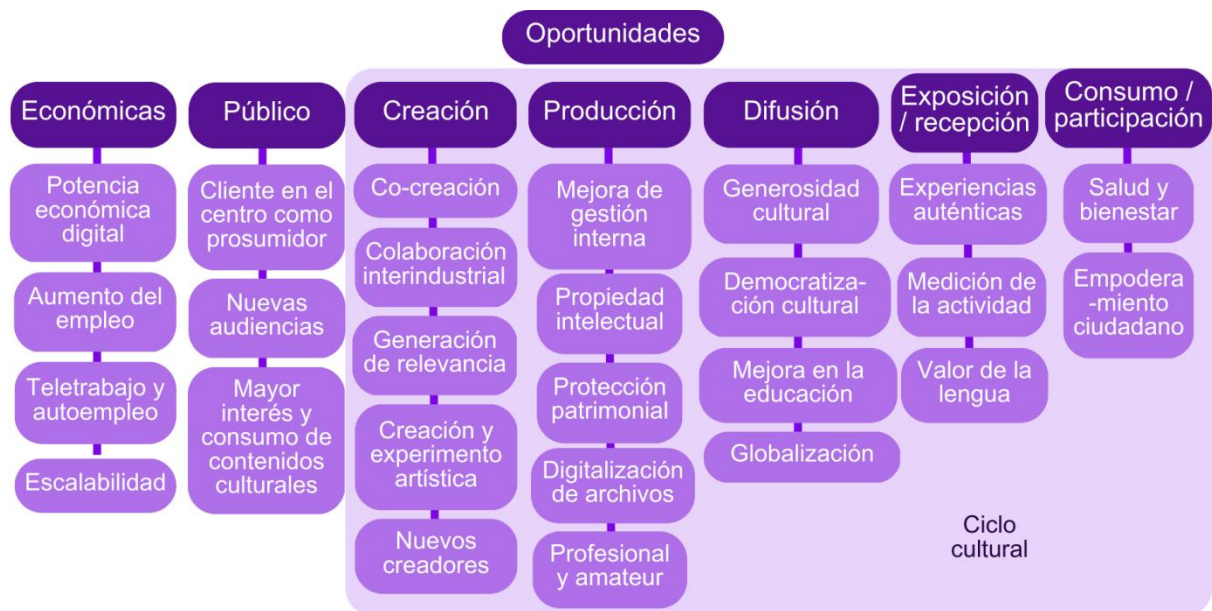 Oportunidades
Económicas
Potencia
económica
digital
Aumento del
empleo
Teletrabajo y
autoempleo
Escalabilidad
Público
Cliente en el
centro como
prosumidor
Nuevas
audiencias
Mayor
interés y
consumo de
contenidos
culturales
Creación
Co-creación
Colaboración
interindustrial
Generación
de relevancia
Creación y
experimento
artística
Nuevos
creadores
Producción
Mejora de
gestión
interna
Propiedad
intelectual
Protección
patrimonial
Digitalización
de archivos
Profesional
y amateur
Difusión
Generosidad
cultural
Democratiza-
ción cultural
Mejora en la
educación
Globalización
Exposición
/ recepción
Experiencias
auténticas
Medición de
la actividad
Valor de la
lengua
Consumo /
participación
Salud y
bienestar
Empodera
-miento
ciudadano
Ciclo
cultural